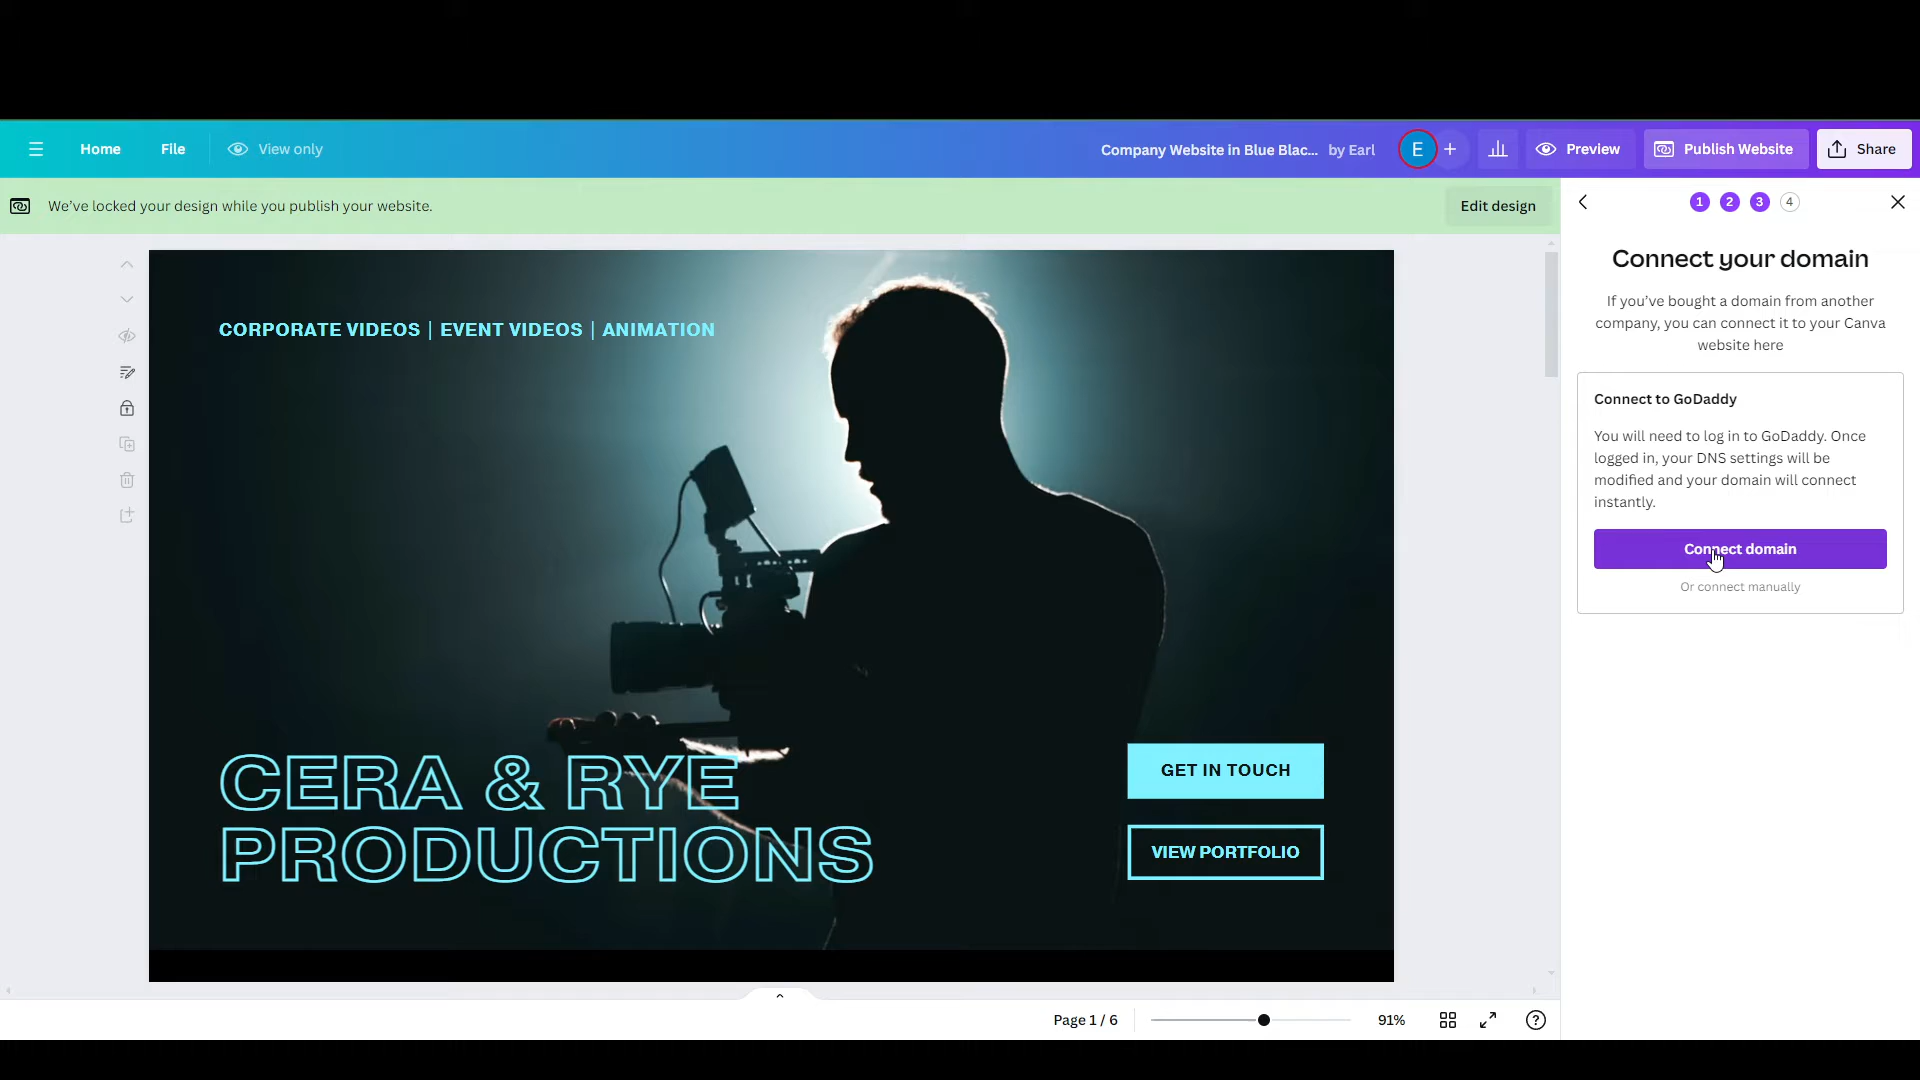 Home File View only Company Website in Blue Blac... by Earl E Preview Publish Website Share
We've locked your design while you publish your website. Edit design
1 2 3 4
Connect your domain
If you've bought a domain from another
company, you can connect it to your Canva
website here
Connect to GoDaddy
You will need to log in to GoDaddy. Once
logged in, your DNS settings will be
modified and your domain will connect
instantly.
Connect domain
Or connect manually
CORPORATE VIDEOS | EVENT VIDEOS | ANIMATION
CERA & RYE
PRODUCTIONS
GET IN TOUCH
VIEW PORTFOLIO
Page 1 / 6 91%